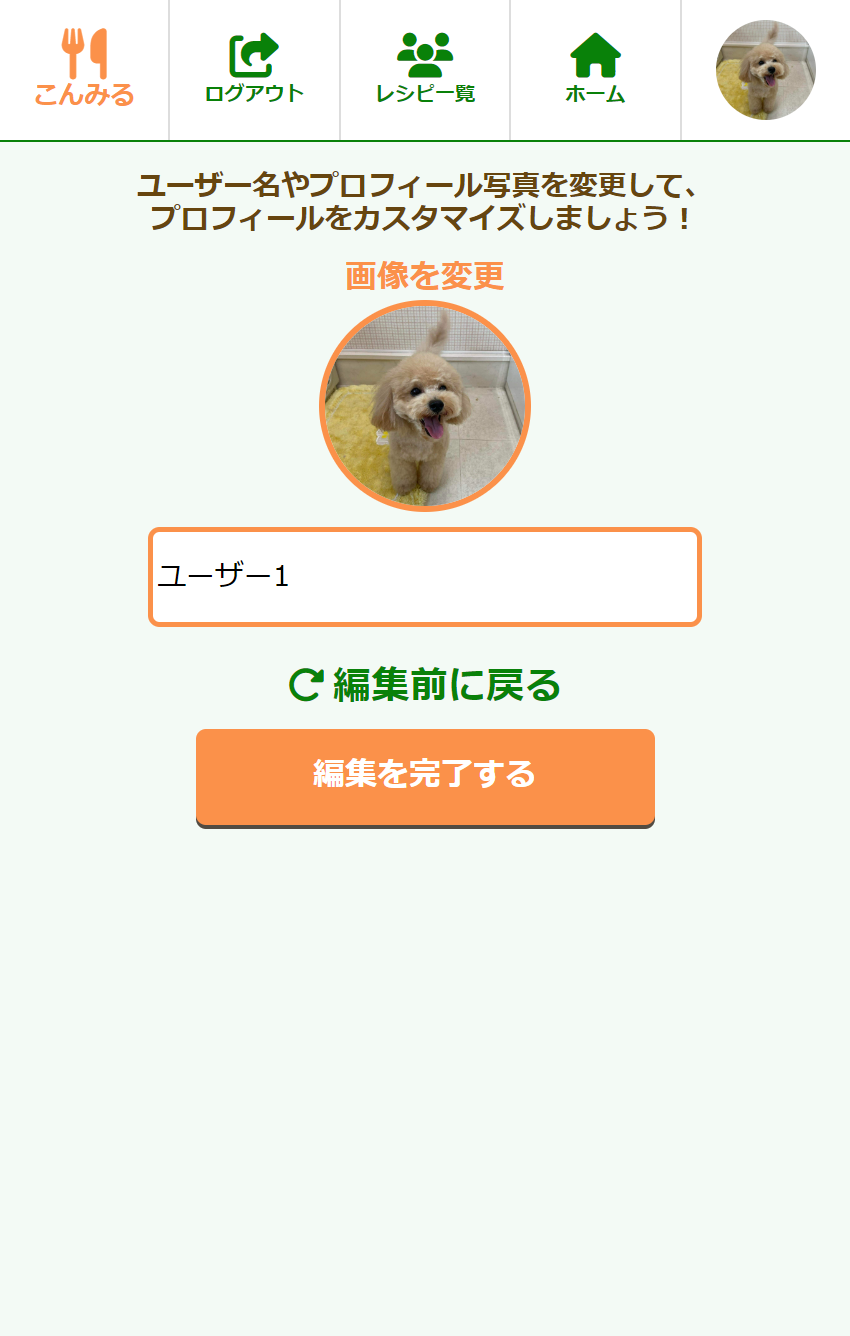 こんみる
ログアウト
レシピ一覧
ホーム
ユーザー名やプロフィール写真を変更して、
プロフィールをカスタマイズしましょう！
画像を変更
ユーザー1
編集前に戻る
編集を完了する